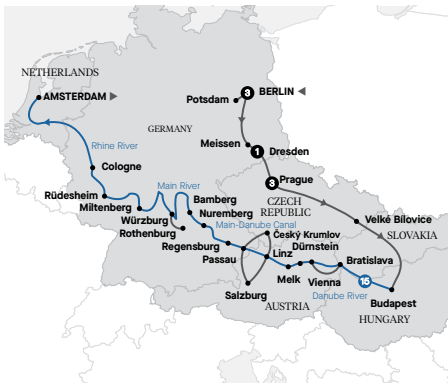 NETHERLANDS
AMSTERDAM
Potsdam
3
BERLIN
GERMANY
Meissen
1
Dresden
Rhine River
Cologne
3
Prague
CZECH
REPUBLIC
Rüdesheim
Miltenberg
Main River
Bamberg
Würzburg
Nuremberg
Rothenburg
Main-Danube Canal
Regensburg
Český Krumlov
Velké Bílovice
SLOVAKIA
Passau
Linz
Dürnstein
Bratislava
Melk
Vienna
15
Salzburg
AUSTRIA
Danube River
Budapest
HUNGARY